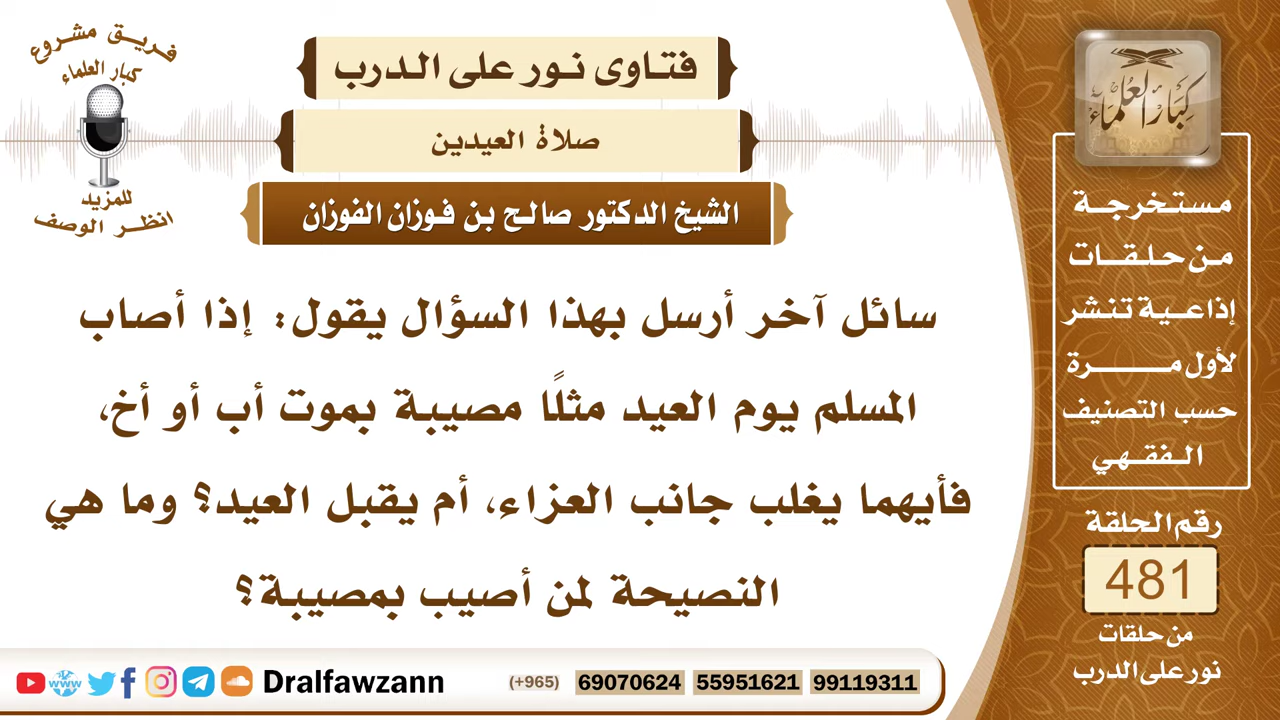 فريق مشروع
كبار العلماء
للمزيد
انظر الوصف
فتاوى نور على الدرب
صلاة العيدين
الشيخ الدكتور صالح بن فوزان الفوزان
سائل آخر أرسل بهذا السؤال يقول: إذا أصاب
المسلم يوم العيد مثلًا مصيبة بموت أب أو أخ،
فأيهما يغلب جانب العزاء، أم يقبل العيد؟ وما هي
النصيحة لمن أصيب بمصيبة؟
كبار العلماء
مستخرجة
من حلقات
إذاعية تنشر
لأول مرة
حسب التصنيف
الفقهي
رقم الحلقة
481
من حلقات
نور على الدرب
www
Dralfawzann (+965) 69070624 55951621 99119311